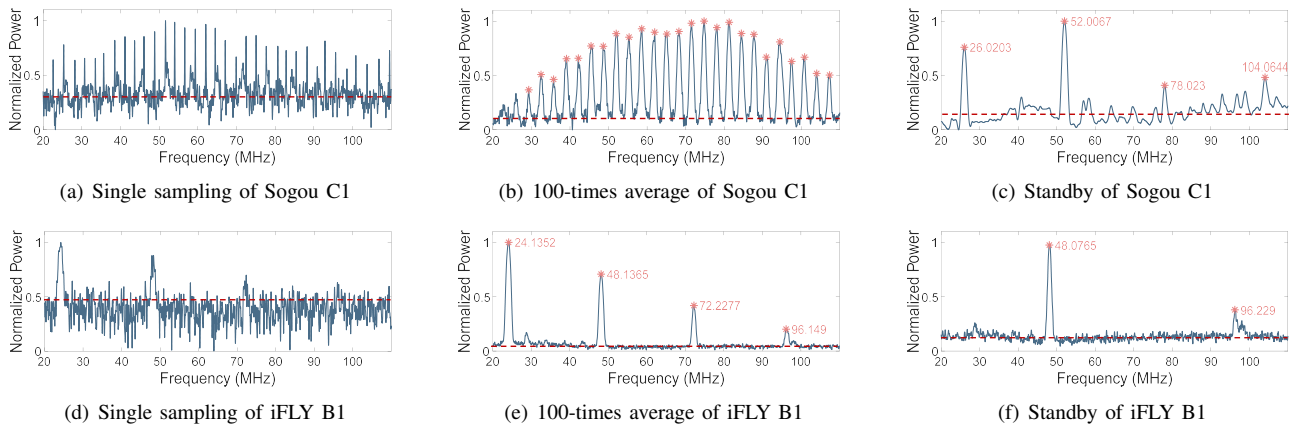 Normalized Power
1
0.5
0
20 30 40 50 60 70 80 90 100
Frequency (MHz)
(a) Single sampling of Sogou C1
Normalized Power
1
0.5
0
20 30 40 50 60 70 80 90 100
Frequency (MHz)
(b) 100-times average of Sogou C1
Normalized Power
1
0.5
0
52.0067
26.0203
104.0644
78.023
20 30 40 50 60 70 80 90 100
Frequency (MHz)
(c) Standby of Sogou C1
Normalized Power
1
0.5
0
20 30 40 50 60 70 80 90 100
Frequency (MHz)
(d) Single sampling of iFLY B1
Normalized Power
1
0.5
0
24.1352
48.1365
72.2277
96.149
20 30 40 50 60 70 80 90 100
Frequency (MHz)
(e) 100-times average of iFLY B1
Normalized Power
1
0.5
0
48.0765
96.229
20 30 40 50 60 70 80 90 100
Frequency (MHz)
(f) Standby of iFLY B1